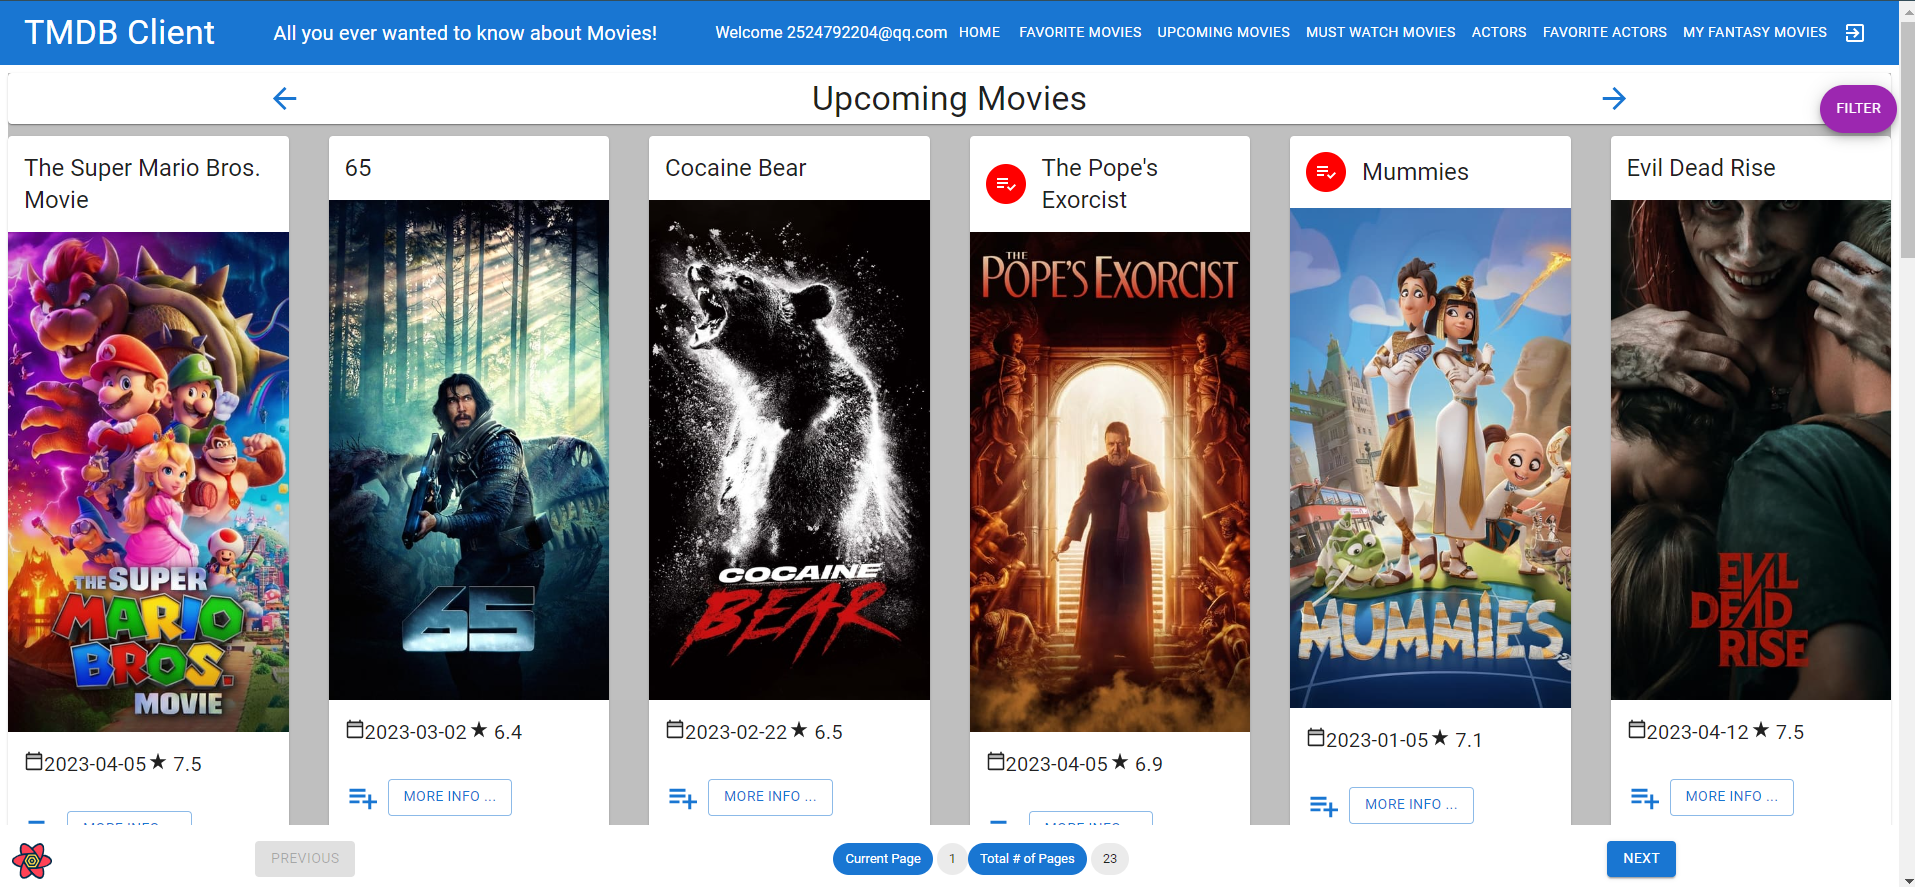 TMDB Client
All you ever wanted to know about Movies!
Welcome 2524792204@qq.com
HOME
FAVORITE MOVIES
UPCOMING MOVIES
MUST WATCH MOVIES
ACTORS
FAVORITE ACTORS
MY FANTASY MOVIES
Upcoming Movies
FILTER
The Super Mario Bros.
Movie
THE SUPER
MARIO
BROS.
MOVIE
2023-04-05 ★ 7.5
MORE INFO ...
65
65
2023-03-02 ★ 6.4
MORE INFO ...
Cocaine Bear
COCAINE
BEAR
2023-02-22 ★ 6.5
MORE INFO ...
The Pope's
Exorcist
THE
POPE'S EXORCIST
2023-04-05 ★ 6.9
MORE INFO ...
Mummies
MUMMIES
2023-01-05 ★ 7.1
MORE INFO ...
Evil Dead Rise
EVIL
DEAD
RISE
2023-04-12 ★ 7.5
MORE INFO ...
PREVIOUS
Current Page
1
Total # of Pages
23
NEXT